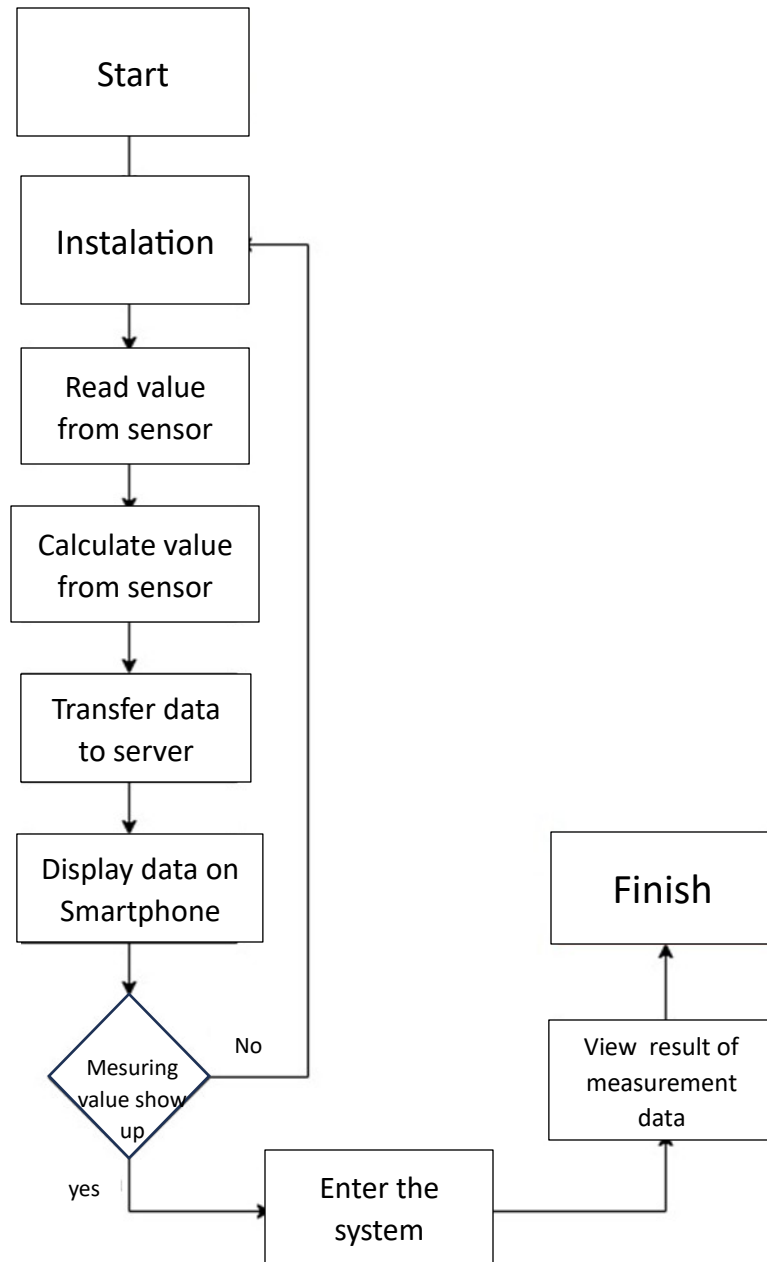 Start
Instalation
Read value
from sensor
Calculate value
from sensor
Transfer data
to server
Display data on
Smartphone
Mesuring
value show
up
No
yes
Enter the
system
View result of
measurement
data
Finish